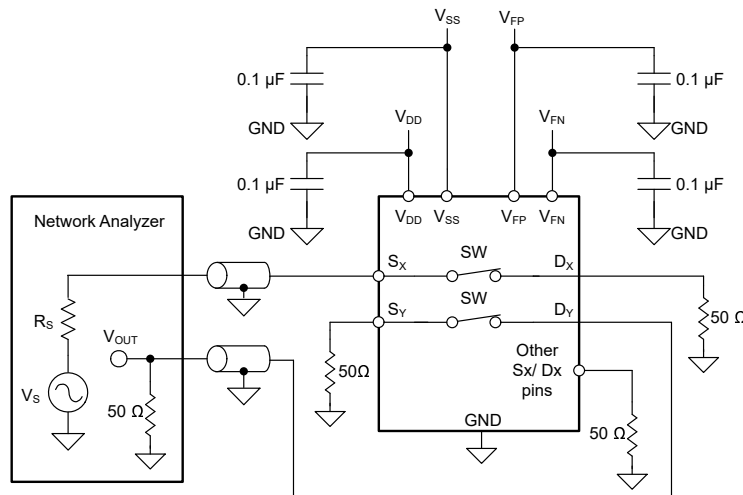 V_SS V_FP
0.1 µF 0.1 µF
GND V_DD V_FN GND
0.1 µF 0.1 µF
GND V_DD V_SS V_FP V_FN GND
Network Analyzer
S_X SW D_X
R_S S_Y SW D_Y 50 Ω
V_OUT
V_S 50 Ω 50Ω
Other
Sx/ Dx
pins
GND
50 Ω